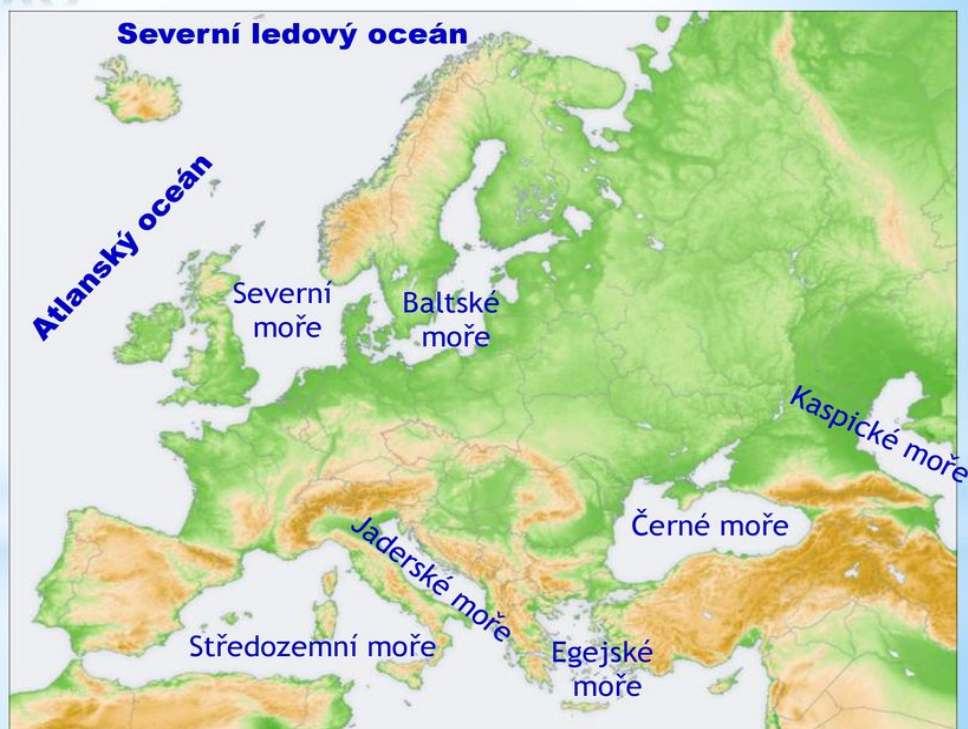 Severní ledový oceán
Atlanský oceán
Severní
moře
Baltské
moře
Kaspické moře
Černé moře
Jaderské moře
Středozemní moře
Egejské
moře